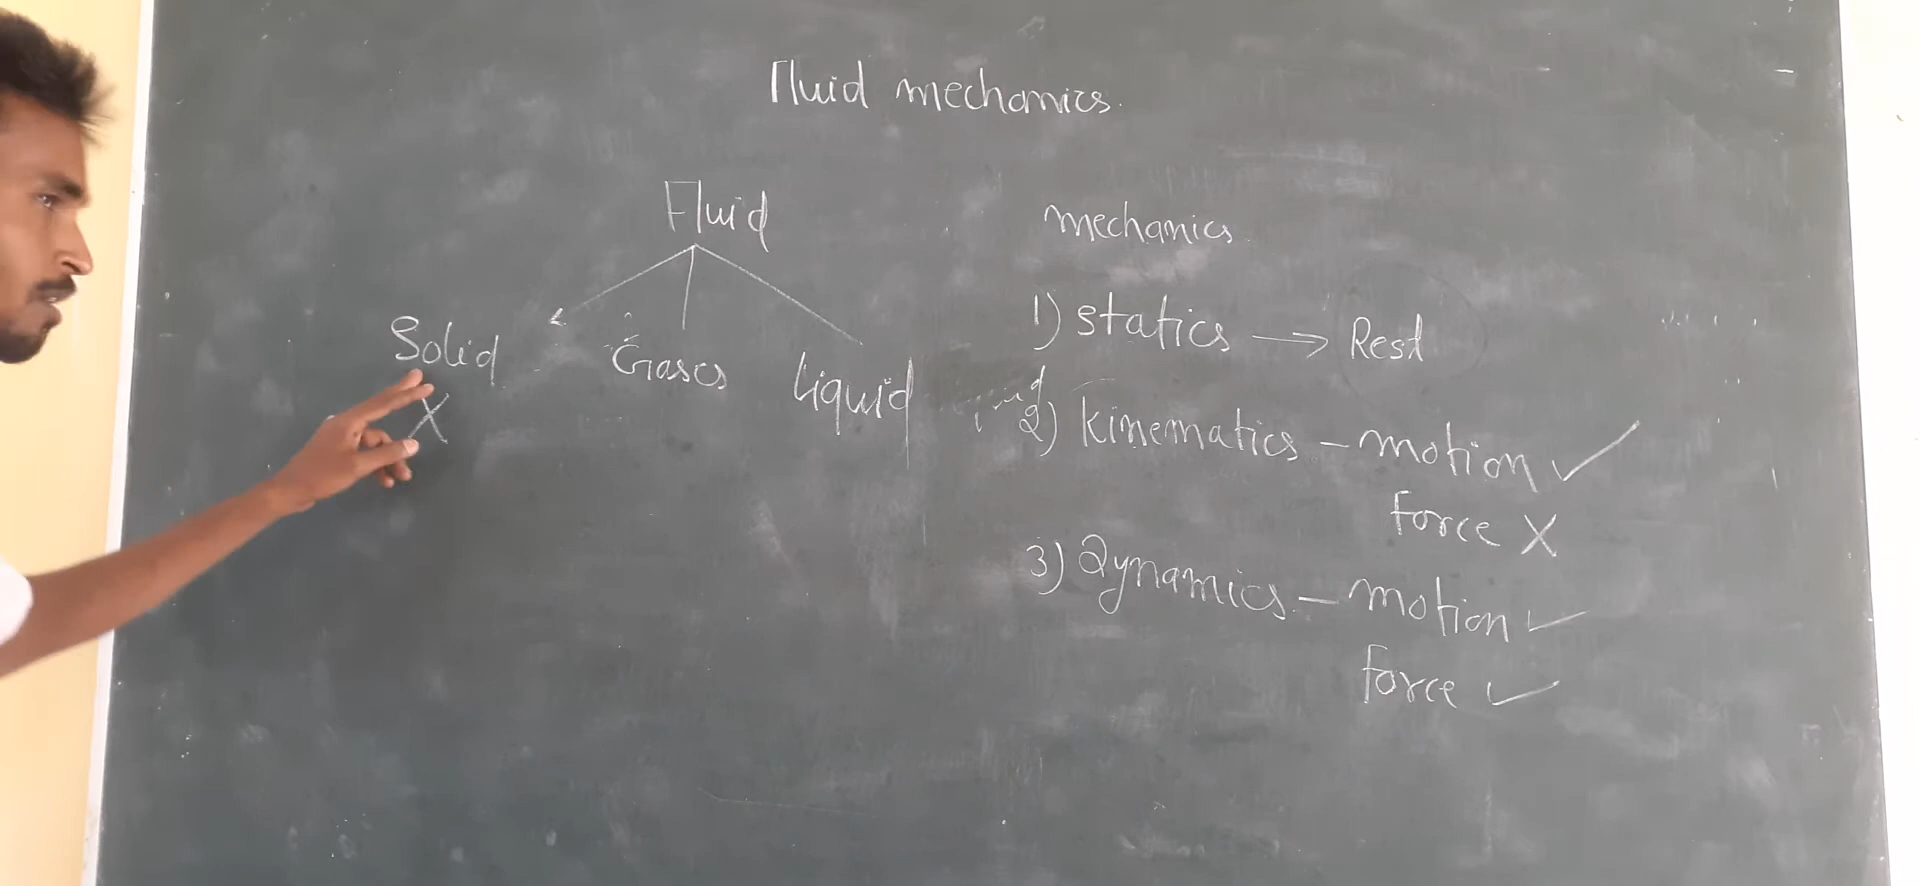 Fluid mechanics.
Fluid
Solid
X
Gases
Liquid
mechanics
1) statics → Rest
2) kinematics - motion ✓
force X
3) Dynamics - motion ✓
force ✓